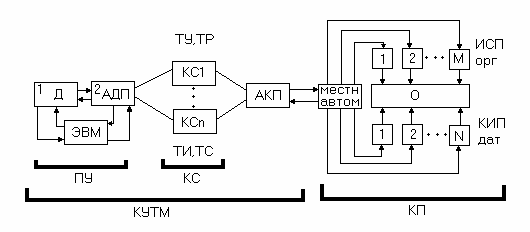 ТУ,ТР
ИСП
орг
1
2
М
КС1
1
Д
2
АДП
АКП
местн
автом
О
ЭВМ
КСn
КИП
дат
1
2
N
ТИ,ТС
ПУ
КС
КУТМ
КП